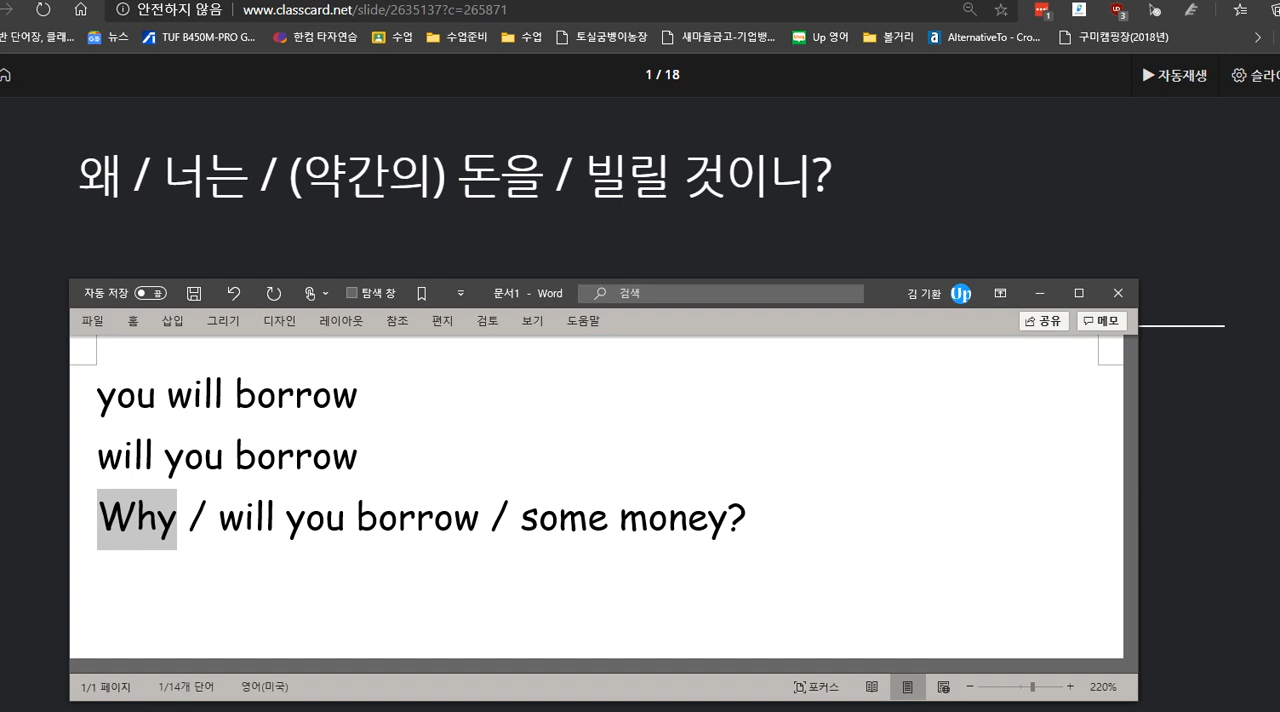 안전하지 않음 | www.classcard.net/slide/2635137?c=265871
반 단어장, 클래... 뉴스 TUF B450M-PRO G... 한컴 타자연습 수업 수업준비 수업 토실굼벵이농장 새마을금고-기업뱅... Up 영어 볼거리 AlternativeTo - Cro... 구미캠핑장(2018년)
1 / 18 자동재생 슬라이
왜 / 너는 / (약간의) 돈을 / 빌릴 것이니?
자동 저장 끔 탐색 창 문서1 - Word 검색 김 기환 Up
파일 홈 삽입 그리기 디자인 레이아웃 참조 편지 검토 보기 도움말 공유 메모
you will borrow
will you borrow
Why / will you borrow / some money?
1/1 페이지 1/14개 단어 영어(미국) 포커스 220%